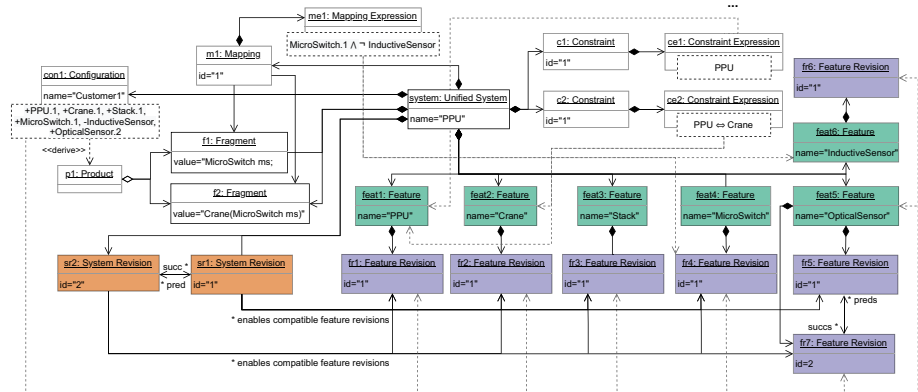 ...
me1: Mapping Expression
MicroSwitch.1 ⋀ ¬ InductiveSensor
m1: Mapping
id="1"
c1: Constraint
id="1"
ce1: Constraint Expression
PPU
fr6: Feature Revision
id="1"
con1: Configuration
name="Customer1"
+PPU.1, +Crane.1, +Stack.1,
+MicroSwitch.1, -InductiveSensor,
+OpticalSensor.2
system: Unified System
name="PPU"
c2: Constraint
id="1"
ce2: Constraint Expression
PPU ⇔ Crane
feat6: Feature
name="InductiveSensor"
<<derive>>
p1: Product
f1: Fragment
value="MicroSwitch ms;
f2: Fragment
value="Crane(MicroSwitch ms)"
feat1: Feature
name="PPU"
feat2: Feature
name="Crane"
feat3: Feature
name="Stack"
feat4: Feature
name="MicroSwitch"
feat5: Feature
name="OpticalSensor"
sr2: System Revision
id="2"
succ *
* pred
sr1: System Revision
id="1"
fr1: Feature Revision
id="1"
fr2: Feature Revision
id="1"
fr3: Feature Revision
id="1"
fr4: Feature Revision
id="1"
fr5: Feature Revision
id="1"
* preds
* enables compatible feature revisions
succs *
fr7: Feature Revision
id=2
* enables compatible feature revisions